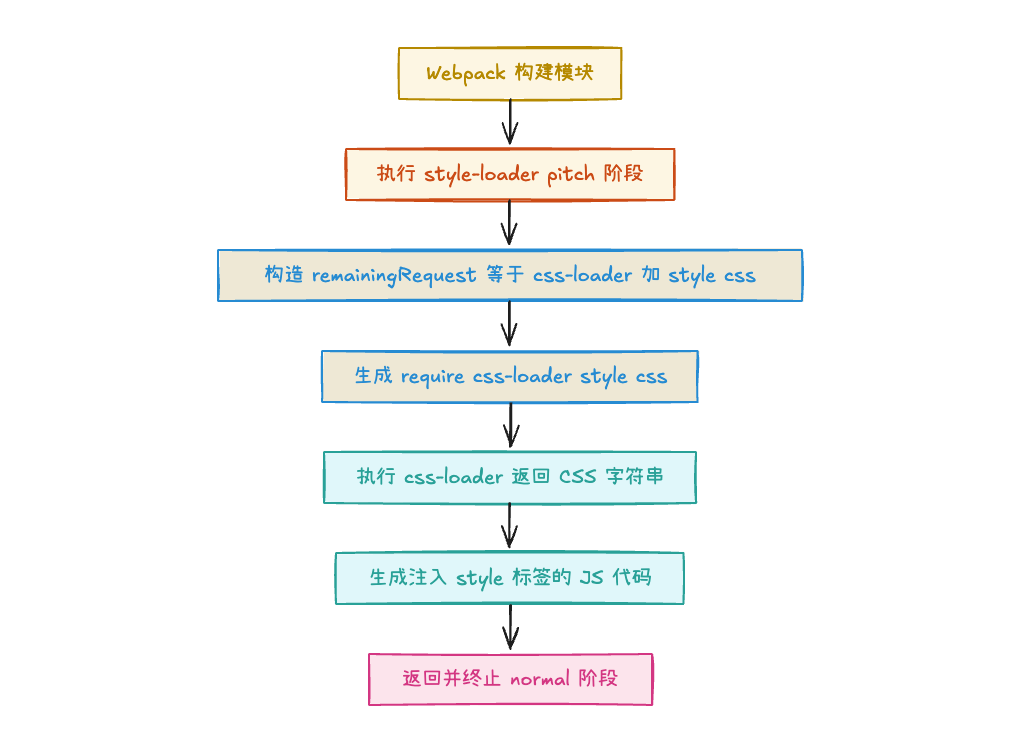 Webpack 构建模块
执行 style-loader pitch 阶段
构造 remainingRequest 等于 css-loader 加 style css
生成 require css-loader style css
执行 css-loader 返回 CSS 字符串
生成注入 style 标签的 JS 代码
返回并终止 normal 阶段